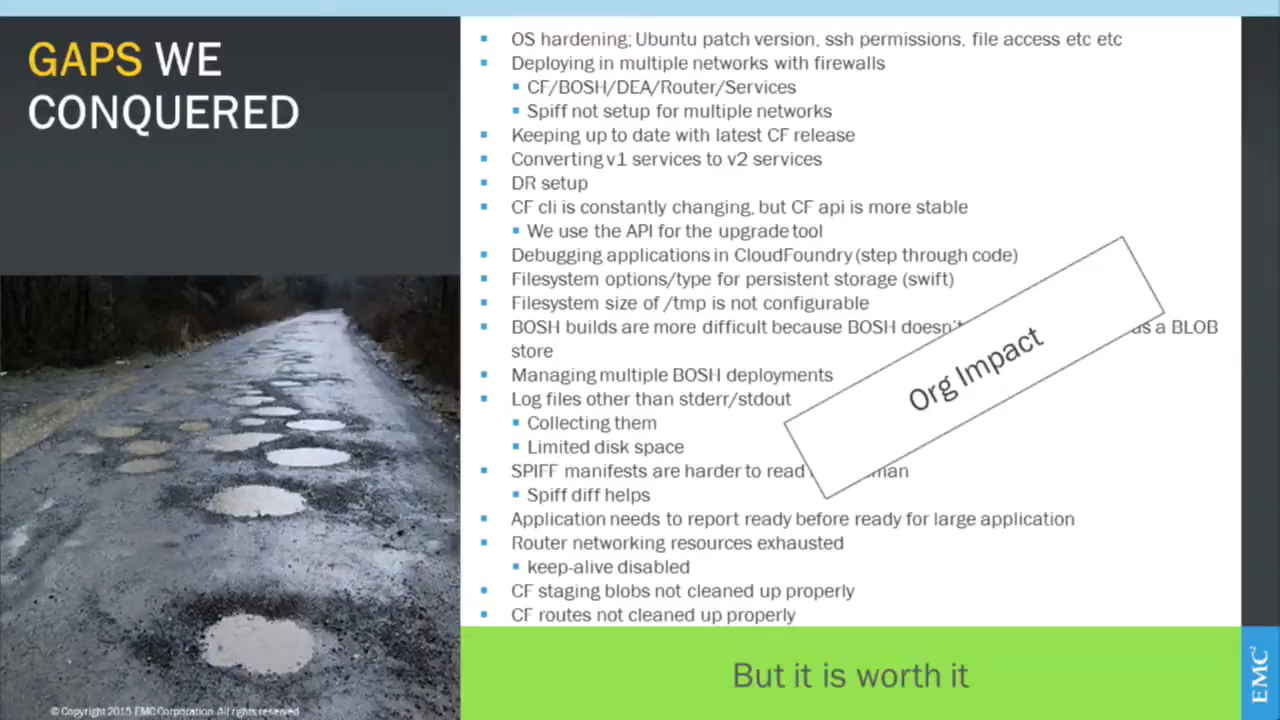 GAPS WE
CONQUERED
OS hardening; Ubuntu patch version, ssh permissions, file access etc etc
Deploying in multiple networks with firewalls
CF/BOSH/DEA/Router/Services
Spiff not setup for multiple networks
Keeping up to date with latest CF release
Converting v1 services to v2 services
DR setup
CF cli is constantly changing, but CF api is more stable
We use the API for the upgrade tool
Debugging applications in CloudFoundry (step through code)
Filesystem options/type for persistent storage (swift)
Filesystem size of /tmp is not configurable
BOSH builds are more difficult because BOSH doesn't as a BLOB
store
Managing multiple BOSH deployments
Log files other than stderr/stdout
Collecting them
Limited disk space
SPIFF manifests are harder to read
Spiff diff helps
Application needs to report ready before ready for large application
Router networking resources exhausted
keep-alive disabled
CF staging blobs not cleaned up properly
CF routes not cleaned up properly
Org Impact
But it is worth it
EMC²
© Copyright 2015 EMC Corporation. All rights reserved.